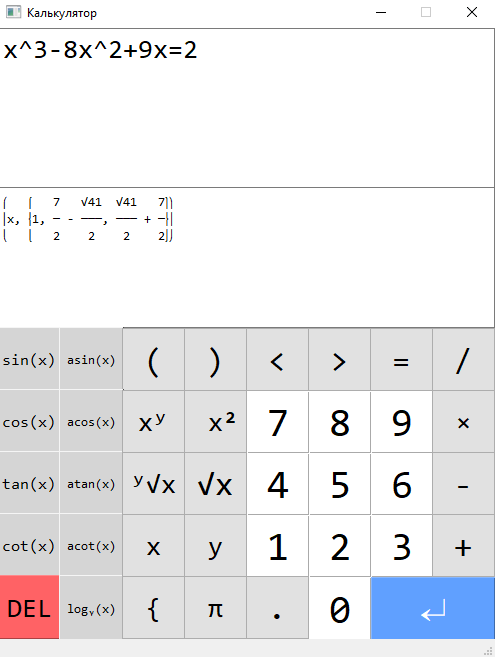 Калькулятор
x^3-8x^2+9x=2
⎛   ⎧   7   √41  √41   7⎫⎞
⎜x, ⎨1, ─ - ───, ─── + ─⎬⎟
⎝   ⎩   2    2    2    2⎭⎠
sin(x) asin(x) ( ) < > = /
cos(x) acos(x) xʸ x² 7 8 9 ×
tan(x) atan(x) ʸ√x √x 4 5 6 -
cot(x) acot(x) x y 1 2 3 +
DEL logᵧ(x) { π . 0 ↵